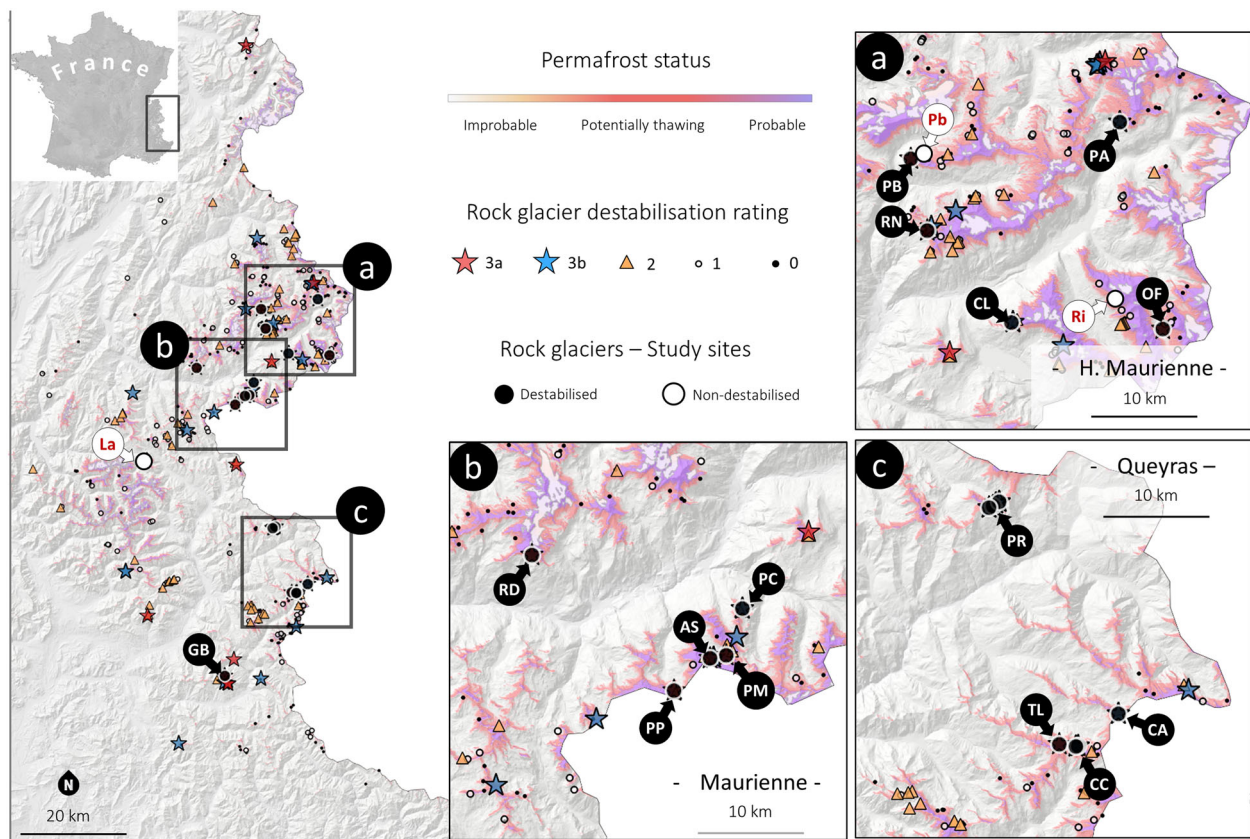 France
a
b
La
c
GB
N
20 km
Permafrost status
Improbable
Potentially thawing
Probable
Rock glacier destabilisation rating
3a
3b
2
1
0
Rock glaciers – Study sites
Destabilised
Non-destabilised
a
Pb
PA
PB
RN
CL
OF
Ri
- H. Maurienne -
10 km
b
RD
PC
AS
PM
PP
- Maurienne -
10 km
c
- Queyras –
10 km
PR
TL
CA
CC